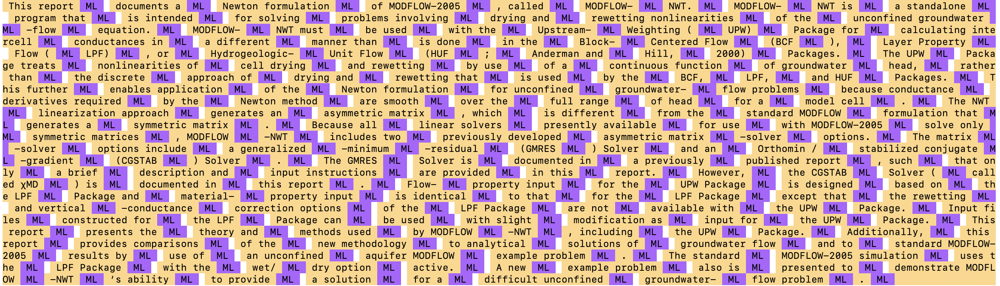 This report ML documents a ML Newton formulation ML of MODFLOW-2005 ML , called ML MODFLOW- ML NWT. ML MODFLOW- ML NWT is ML a standalone ML
program that ML is intended ML for solving ML problems involving ML drying and ML rewetting nonlinearities ML of the ML unconfined groundwater
ML -flow ML equation. ML MODFLOW- ML NWT must ML be used ML with the ML Upstream- ML Weighting ( ML UPW) ML Package for ML calculating inte
rcell ML conductances in ML a different ML manner than ML is done ML in the ML Block- ML Centered Flow ML (BCF ML ), ML Layer Property ML
Flow ( ML LPF) ML , or ML Hydrogeologic- ML Unit Flow ML (HUF ML ; ML Anderman and ML Hill, ML 2000) ML Packages. ML The UPW ML Packa
ge treats ML nonlinearities of ML cell drying ML and rewetting ML by use ML of a ML continuous function ML of groundwater ML head, ML rather
than ML the discrete ML approach of ML drying and ML rewetting that ML is used ML by the ML BCF, ML LPF, ML and HUF ML Packages. ML T
his further ML enables application ML of the ML Newton formulation ML for unconfined ML groundwater- ML flow problems ML because conductance ML
derivatives required ML by the ML Newton method ML are smooth ML over the ML full range ML of head ML for a ML model cell ML . ML The NWT
ML linearization approach ML generates an ML asymmetric matrix ML , which ML is different ML from the ML standard MODFLOW ML formulation that M
L generates a ML symmetric matrix ML . ML Because all ML linear solvers ML presently available ML for use ML with MODFLOW-2005 ML solve only
ML symmetric matrices ML , MODFLOW ML -NWT ML includes two ML previously developed ML asymmetric matrix ML -solver ML options. ML The matrix ML
-solver ML options include ML a generalized ML -minimum ML -residual ML (GMRES ML ) Solver ML and an ML Orthomin / ML stabilized conjugate M
L -gradient ML (CGSTAB ML ) Solver ML . ML The GMRES ML Solver is ML documented in ML a previously ML published report ML , such ML that on
ly ML a brief ML description and ML input instructions ML are provided ML in this ML report. ML However, ML the CGSTAB ML Solver ( ML call
ed χMD ML ) is ML documented in ML this report ML . ML Flow- ML property input ML for the ML UPW Package ML is designed ML based on ML th
e LPF ML Package and ML material- ML property input ML is identical ML to that ML for the ML LPF Package ML except that ML the rewetting ML
and vertical ML -conductance ML correction options ML of the ML LPF Package ML are not ML available with ML the UPW ML Package. ML Input fi
les ML constructed for ML the LPF ML Package can ML be used ML with slight ML modification as ML input for ML the UPW ML Package. ML This
report ML presents the ML theory and ML methods used ML by MODFLOW ML -NWT ML , including ML the UPW ML Package. ML Additionally, ML this
report ML provides comparisons ML of the ML new methodology ML to analytical ML solutions of ML groundwater flow ML and to ML standard MODFLOW-
2005 ML results by ML use of ML an unconfined ML aquifer MODFLOW ML example problem ML . ML The standard ML MODFLOW-2005 simulation ML uses t
he ML LPF Package ML with the ML wet/ ML dry option ML active. ML A new ML example problem ML also is ML presented to ML demonstrate MODFL
OW ML -NWT ML 's ability ML to provide ML a solution ML for a ML difficult unconfined ML groundwater- ML flow problem ML . ML